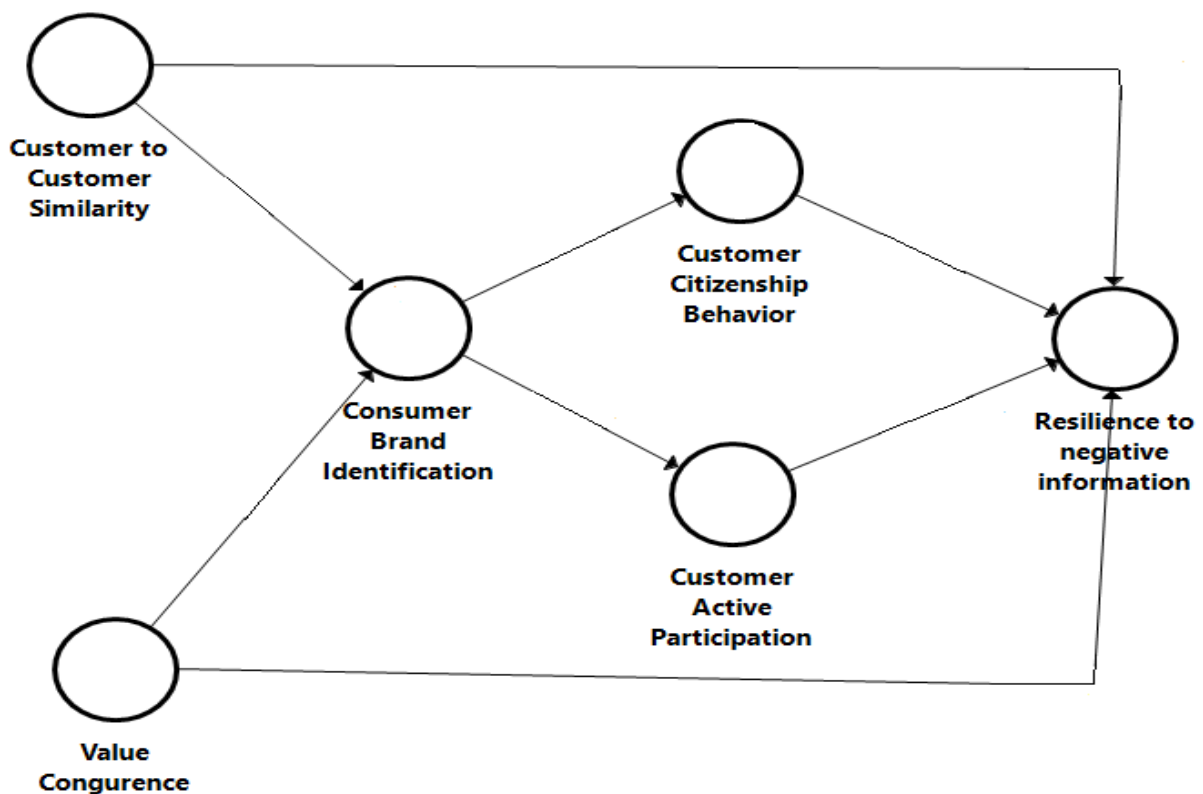 Customer to
Customer
Similarity
Customer
Citizenship
Behavior
Consumer
Brand
Identification
Resilience to
negative
information
Customer
Active
Participation
Value
Congurence